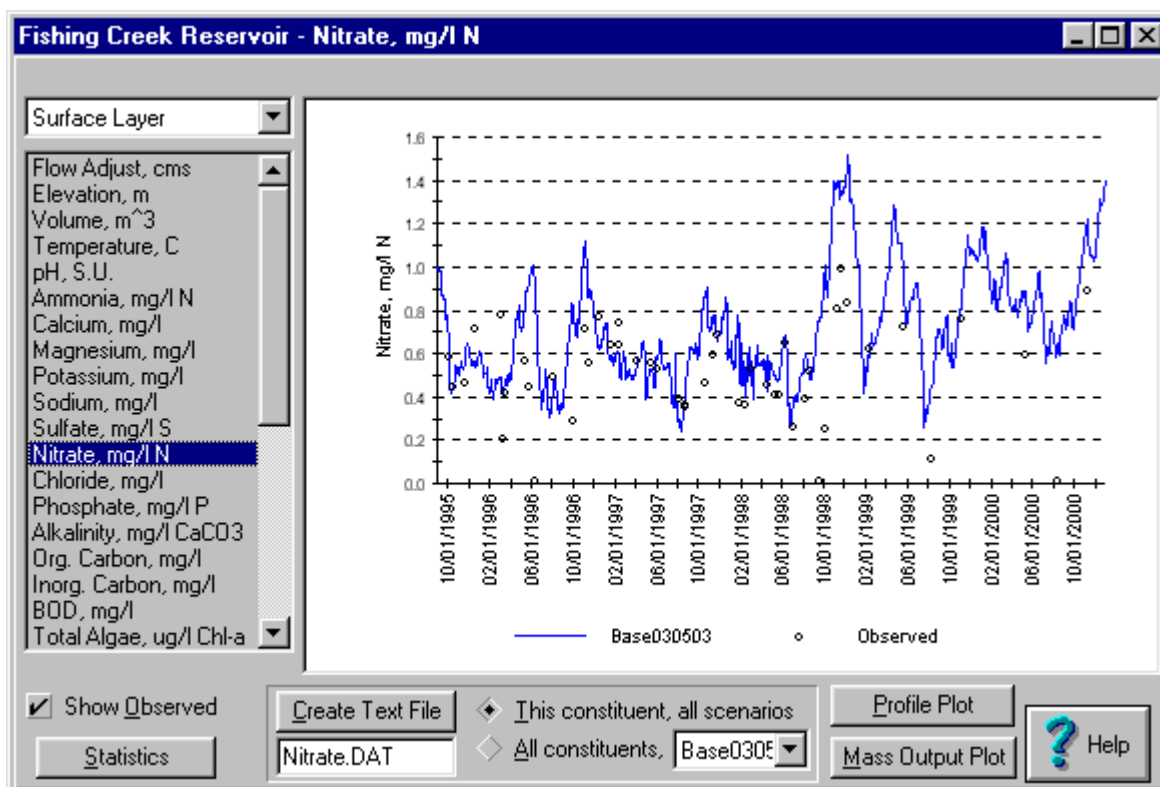 Fishing Creek Reservoir - Nitrate, mg/l N
Surface Layer
Flow Adjust, cms
Elevation, m
Volume, m^3
Temperature, C
pH, S.U.
Ammonia, mg/l N
Calcium, mg/l
Magnesium, mg/l
Potassium, mg/l
Sodium, mg/l
Sulfate, mg/l S
Nitrate, mg/l N
Chloride, mg/l
Phosphate, mg/l P
Alkalinity, mg/l CaCO3
Org. Carbon, mg/l
Inorg. Carbon, mg/l
BOD, mg/l
Total Algae, ug/l Chl-a
Nitrate, mg/l N
1.6
1.4
1.2
1.0
0.8
0.6
0.4
0.2
0.0
10/01/1995
02/01/1996
06/01/1996
10/01/1996
02/01/1997
06/01/1997
10/01/1997
02/01/1998
06/01/1998
10/01/1998
02/01/1999
06/01/1999
10/01/1999
02/01/2000
06/01/2000
10/01/2000
Base030503
Observed
Show Observed
Statistics
Create Text File
Nitrate.DAT
This constituent, all scenarios
All constituents,
Base0305
Profile Plot
Mass Output Plot
? Help